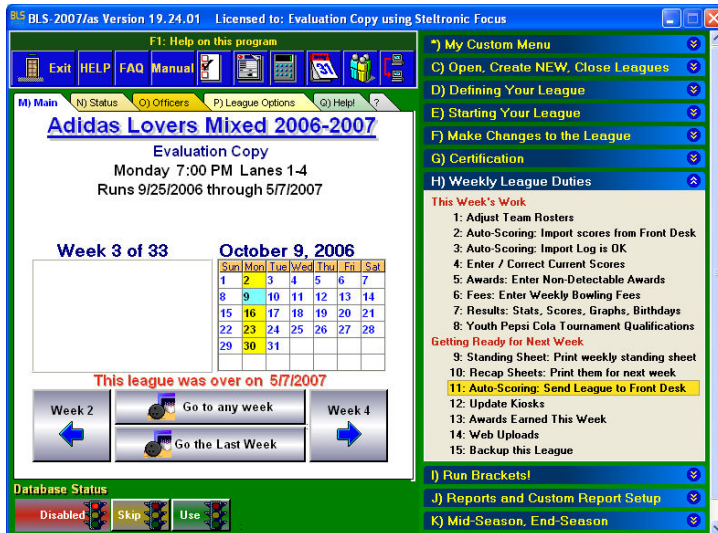 BLS-2007/as Version 19.24.01 Licensed to: Evaluation Copy using Steltronic Focus
F1: Help on this program
Exit HELP FAQ Manual
M) Main N) Status O) Officers P) League Options Q) Help! ?
Adidas Lovers Mixed 2006-2007
Evaluation Copy
Monday 7:00 PM Lanes 1-4
Runs 9/25/2006 through 5/7/2007
Week 3 of 33
October 9, 2006
Sun Mon Tue Wed Thu Fri Sat
1 2 3 4 5 6 7
8 9 10 11 12 13 14
15 16 17 18 19 20 21
22 23 24 25 26 27 28
29 30 31
This league was over on 5/7/2007
Week 2
Go to any week
Go the Last Week
Week 4
Database Status
Disabled Skip Use
*) My Custom Menu
C) Open, Create NEW, Close Leagues
D) Defining Your League
E) Starting Your League
F) Make Changes to the League
G) Certification
H) Weekly League Duties
This Week's Work
1: Adjust Team Rosters
2: Auto-Scoring: Import scores from Front Desk
3: Auto-Scoring: Import Log is OK
4: Enter / Correct Current Scores
5: Awards: Enter Non-Detectable Awards
6: Fees: Enter Weekly Bowling Fees
7: Results: Stats, Scores, Graphs, Birthdays
8: Youth Pepsi Cola Tournament Qualifications
Getting Ready for Next Week
9: Standing Sheet: Print weekly standing sheet
10: Recap Sheets: Print them for next week
11: Auto-Scoring: Send League to Front Desk
12: Update Kiosks
13: Awards Earned This Week
14: Web Uploads
15: Backup this League
I) Run Brackets!
J) Reports and Custom Report Setup
K) Mid-Season, End-Season